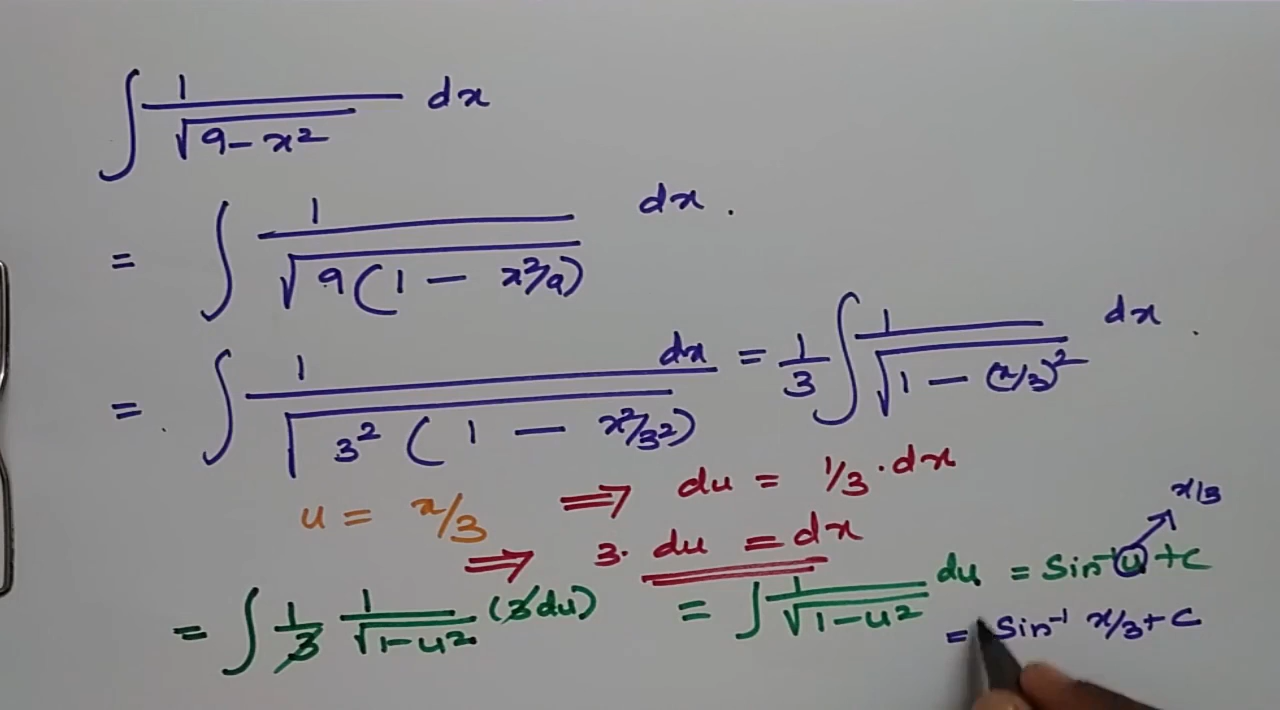 ∫ 1/√(9-x²) dx
= ∫ 1/√(9(1 - x²/9)) dx .
= ∫ 1/√(3²(1 - x²/3²)) dx = 1/3 ∫ 1/√(1 - (x/3)²) dx .
u = x/3 ⟹ du = 1/3 · dx
⟹ 3 · du = dx
x/3
= ∫ 1/3 1/√(1-u²) (3du) = ∫ 1/√(1-u²) du = Sin⁻¹ u + c
= Sin⁻¹ x/3 + c